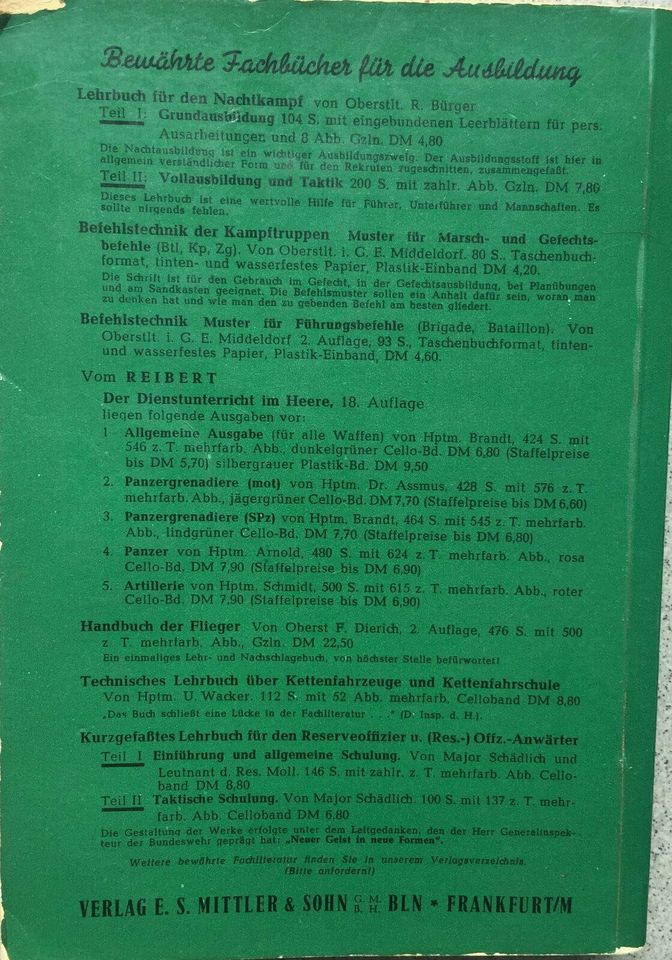 Bewährte Fachbücher für die Ausbildung
Lehrbuch für den Nachtkampf von Oberstlt. R. Bürger
Teil I: Grundausbildung 104 S. mit eingebundenen Leerblättern für pers.
Ausarbeitungen und 8 Abb. Gzln. DM 4,80
Die Nachtausbildung ist ein wichtiger Ausbildungszweig. Der Ausbildungsstoff ist hier in
allgemein verständlicher Form und für den Rekruten zugeschnitten, zusammengefaßt.
Teil II: Vollausbildung und Taktik 200 S. mit zahlr. Abb. Gzln. DM 7,80
Dieses Lehrbuch ist eine wertvolle Hilfe für Führer, Unterführer und Mannschaften. Es
sollte nirgends fehlen.
Befehlstechnik der Kampftruppen Muster für Marsch- und Gefechts-
befehle (Btl, Kp, Zg). Von Oberstlt. i. G. E. Middeldorf. 80 S., Taschenbuch-
format, tinten- und wasserfestes Papier, Plastik-Einband DM 4,20.
Die Schrift ist für den Gebrauch im Gefecht, in der Gefechtsausbildung, bei Planübungen
und am Sandkasten geeignet. Die Befehlsmuster sollen ein Anhalt dafür sein, woran man
zu denken hat und wie man den zu gebenden Befehl am besten gliedert.
Befehlstechnik Muster für Führungsbefehle (Brigade, Bataillon). Von
Oberstlt i. G. E. Middeldorf 2. Auflage, 93 S., Taschenbuchformat, tinten-
und wasserfestes Papier, Plastik-Einband, DM 4,60.
Vom REIBERT
Der Dienstunterricht im Heere, 18. Auflage
liegen folgende Ausgaben vor:
1 Allgemeine Ausgabe (für alle Waffen) von Hptm. Brandt, 424 S. mit
546 z. T. mehrfarb. Abb., dunkelgrüner Cello-Bd. DM 6,80 (Staffelpreise
bis DM 5,70) silbergrauer Plastik-Bd. DM 9,50
2. Panzergrenadiere (mot) von Hptm. Dr. Assmus, 428 S. mit 576 z. T.
mehrfarb. Abb., jägergrüner Cello-Bd. DM 7,70 (Staffelpreise bis DM 6,60)
3. Panzergrenadiere (SPz) von Hptm. Brandt, 464 S. mit 545 z. T. mehrfarb.
Abb., lindgrüner Cello-Bd. DM 7,70 (Staffelpreise bis DM 6,80)
4. Panzer von Hptm. Arnold, 480 S. mit 624 z. T. mehrfarb. Abb., rosa
Cello-Bd. DM 7,90 (Staffelpreise bis DM 6,90)
5. Artillerie von Hptm. Schmidt, 500 S. mit 615 z. T. mehrfarb. Abb., roter
Cello-Bd. DM 7,90 (Staffelpreise bis DM 6,90)
Handbuch der Flieger Von Oberst F. Dierich, 2. Auflage, 476 S. mit 500
z T. mehrfarb. Abb., Gzln. DM 22,50
Ein einmaliges Lehr- und Nachschlagebuch, von höchster Stelle befürwortet!
Technisches Lehrbuch über Kettenfahrzeuge und Kettenfahrschule
Von Hptm. U. Wacker. 112 S. mit 52 Abb. mehrfarb. Celloband DM 8,80
„Das Buch schließt eine Lücke in der Fachliteratur . . ." (D. Insp. d. H.).
Kurzgefaßtes Lehrbuch für den Reserveoffizier u. (Res.-) Offz.-Anwärter
Teil I Einführung und allgemeine Schulung. Von Major Schädlich und
Leutnant d. Res. Moll. 146 S. mit zahlr. z. T. mehrfarb. Abb. Cello-
band DM 8,80
Teil II Taktische Schulung. Von Major Schädlich. 100 S. mit 137 z. T. mehr-
farb. Abb. Celloband DM 6.80
Die Gestaltung der Werke erfolgte unter dem Leitgedanken, den der Herr Generalinspek-
teur der Bundeswehr geprägt hat: „Neuer Geist in neue Formen".
Weitere bewährte Fachliteratur finden Sie in unserem Verlagsverzeichnis.
(Bitte anfordern!)
VERLAG E. S. MITTLER & SOHN G. M. B. H. BLN * FRANKFURT/M